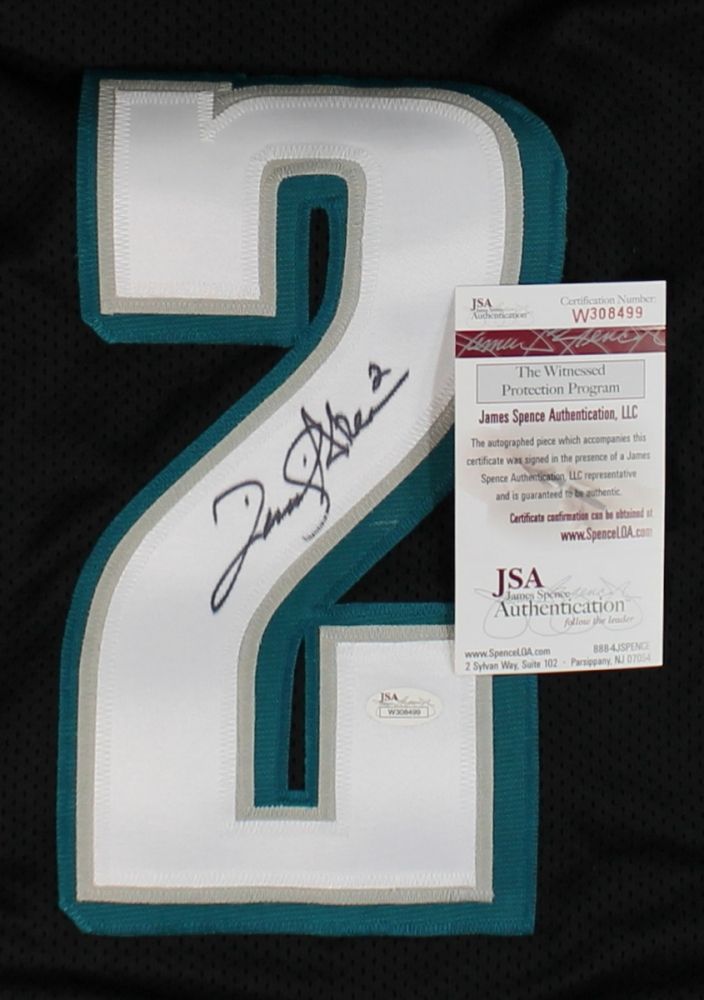 2
2
JSA
Authentication
Certification Number:
W308499
The Witnessed
Protection Program
James Spence Authentication, LLC
The autographed piece which accompanies this
certificate was signed in the presence of a James
Spence Authentication, LLC representative
and is guaranteed to be authentic.
Certificate confirmation can be obtained at
www.SpenceLOA.com
JSA
James Spence
Authentication
follow the leader
www.SpenceLOA.com 888-4JSPENCE
2 Sylvan Way, Suite 102 · Parsippany, NJ 07054
JSA
W308499